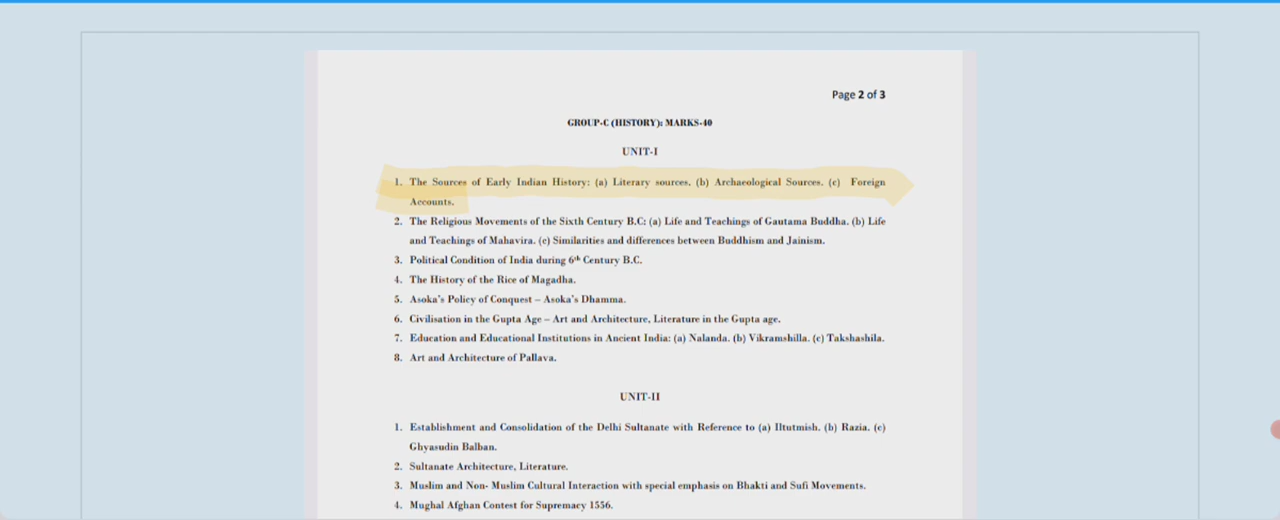 Page 2 of 3
GROUP-C (HISTORY): MARKS-40
UNIT-I
1. The Sources of Early Indian History: (a) Literary sources. (b) Archaeological Sources. (c) Foreign
Accounts.
2. The Religious Movements of the Sixth Century B.C: (a) Life and Teachings of Gautama Buddha. (b) Life
and Teachings of Mahavira. (c) Similarities and differences between Buddhism and Jainism.
3. Political Condition of India during 6th Century B.C.
4. The History of the Rice of Magadha.
5. Asoka's Policy of Conquest – Asoka's Dhamma.
6. Civilisation in the Gupta Age – Art and Architecture, Literature in the Gupta age.
7. Education and Educational Institutions in Ancient India: (a) Nalanda. (b) Vikramshilla. (c) Takshashila.
8. Art and Architecture of Pallava.
UNIT-II
1. Establishment and Consolidation of the Delhi Sultanate with Reference to (a) Iltutmish. (b) Razia. (c)
Ghyasudin Balban.
2. Sultanate Architecture, Literature.
3. Muslim and Non- Muslim Cultural Interaction with special emphasis on Bhakti and Sufi Movements.
4. Mughal Afghan Contest for Supremacy 1556.